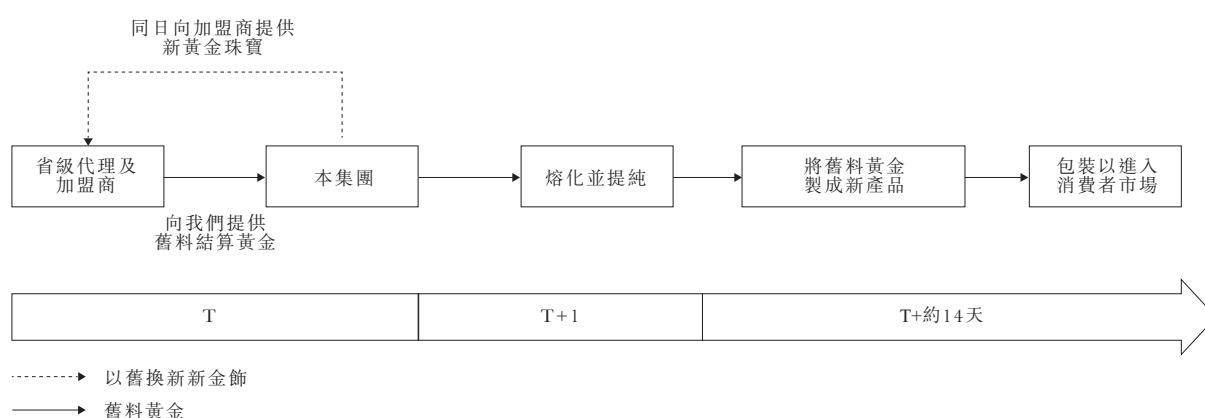 同日向加盟商提供
新黃金珠寶
省級代理及
加盟商
本集團
熔化並提純
將舊料黃金
製成新產品
包裝以進入
消費者市場
向我們提供
舊料結算黃金
T
T+1
T+約14天
以舊換新新金飾
舊料黃金